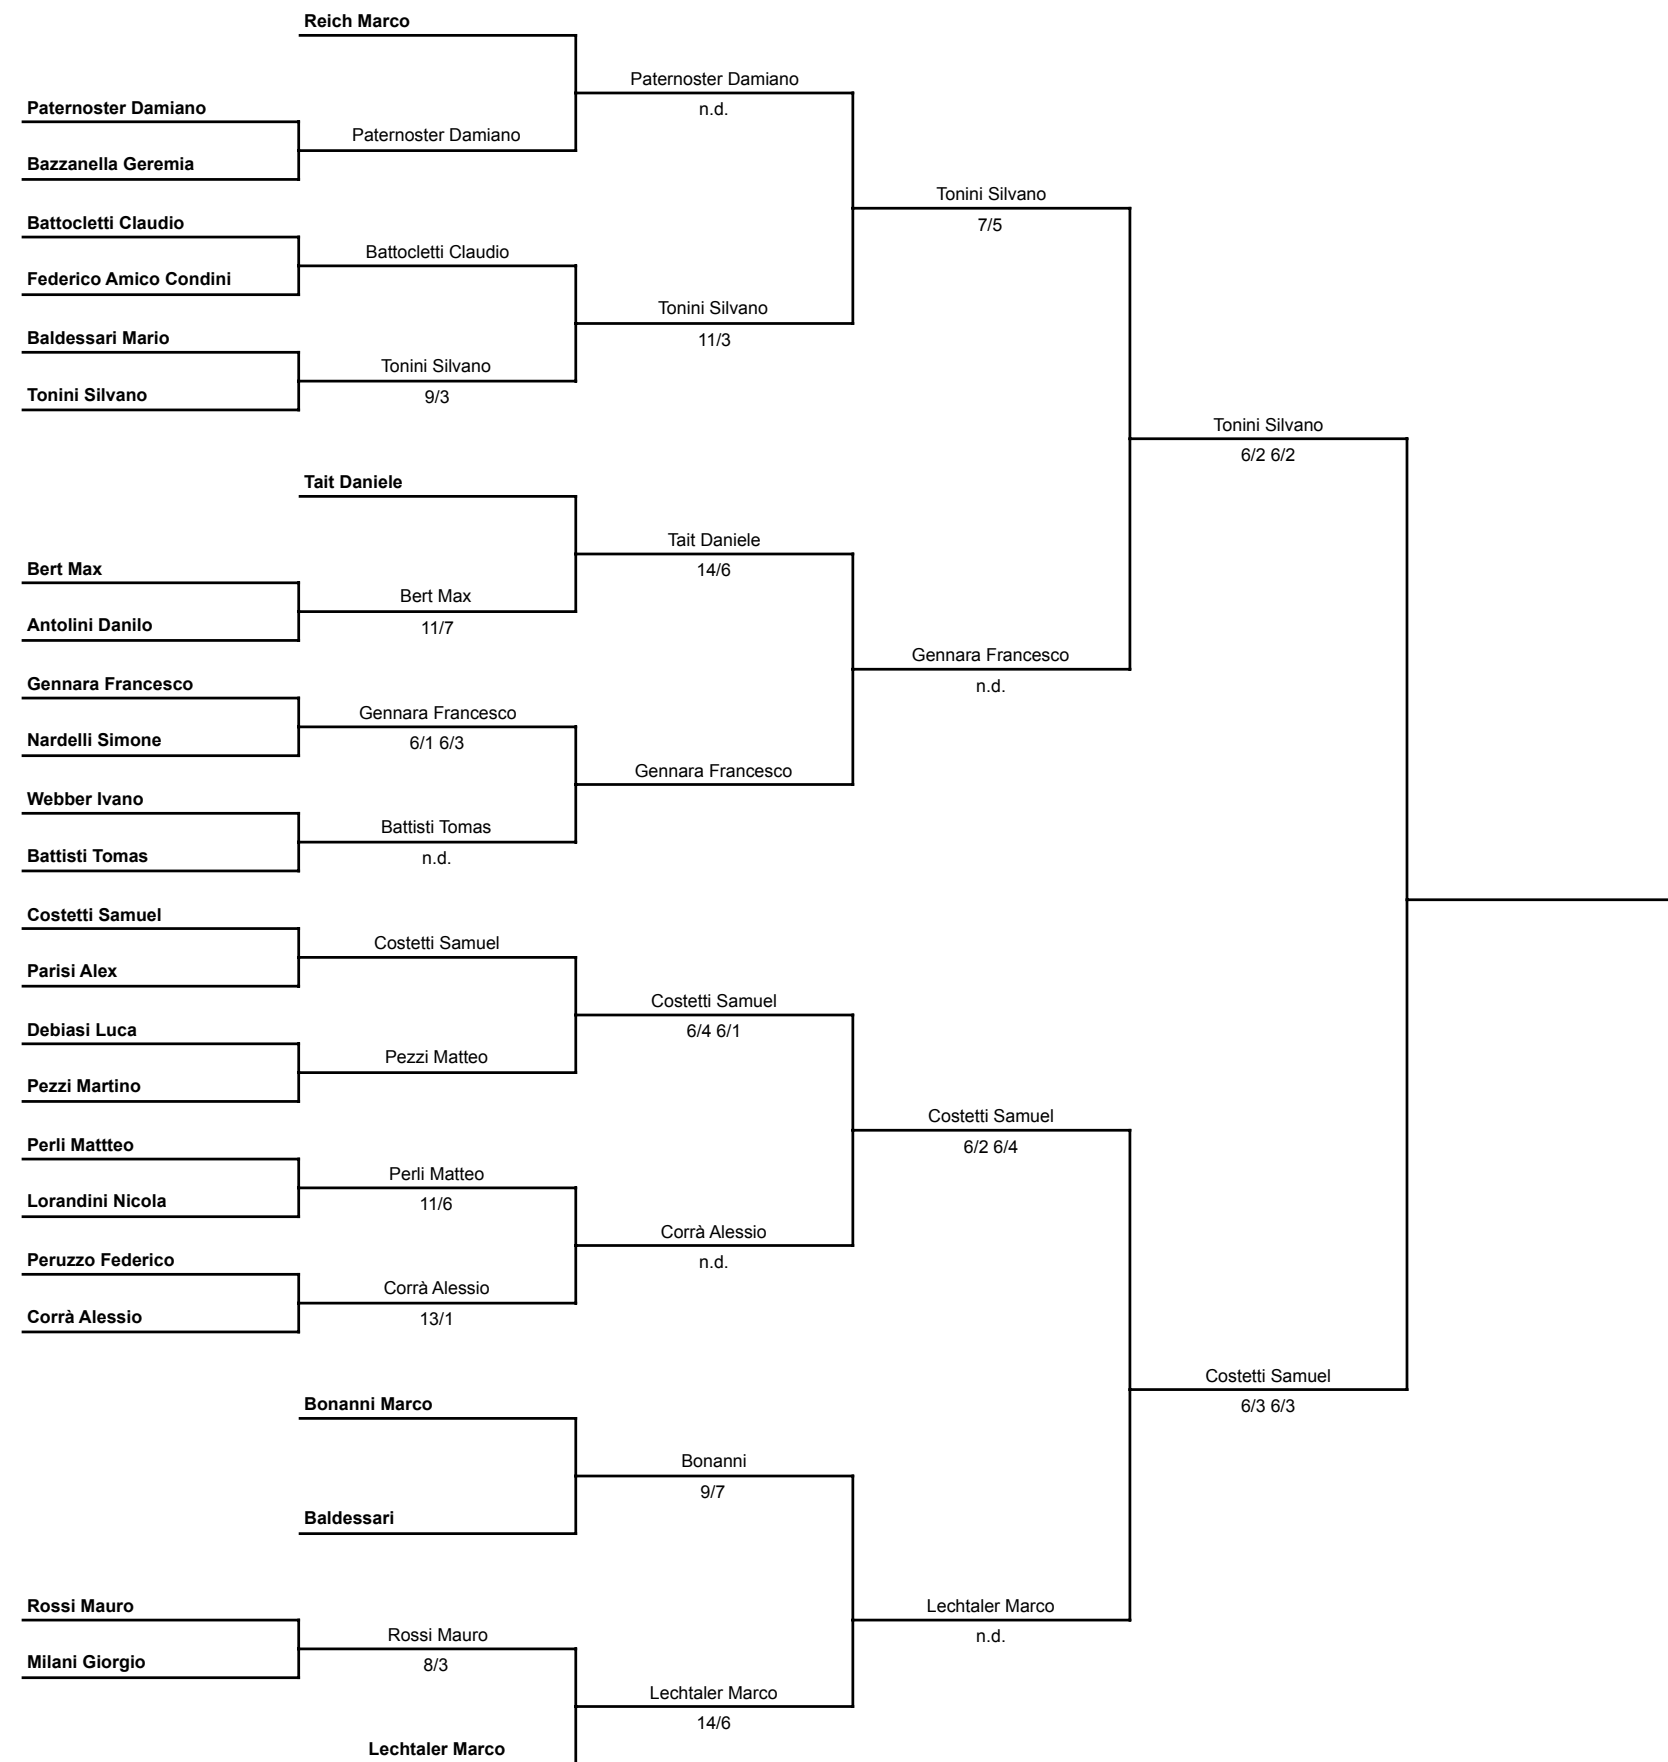 Reich Marco
Paternoster Damiano
n.d.
Paternoster Damiano
Paternoster Damiano
Bazzanella Geremia
Tonini Silvano
7/5
Battocletti Claudio
Battocletti Claudio
Federico Amico Condini
Tonini Silvano
11/3
Baldessari Mario
Tonini Silvano
9/3
Tonini Silvano
Tonini Silvano
6/2 6/2
Tait Daniele
Tait Daniele
14/6
Bert Max
Bert Max
11/7
Antolini Danilo
Gennara Francesco
n.d.
Gennara Francesco
Gennara Francesco
6/1 6/3
Nardelli Simone
Gennara Francesco
Webber Ivano
Battisti Tomas
n.d.
Battisti Tomas
Costetti Samuel
Costetti Samuel
Parisi Alex
Costetti Samuel
6/4 6/1
Debiasi Luca
Pezzi Matteo
Pezzi Martino
Costetti Samuel
6/2 6/4
Perli Mattteo
Perli Matteo
11/6
Lorandini Nicola
Corrà Alessio
n.d.
Peruzzo Federico
Corrà Alessio
13/1
Corrà Alessio
Costetti Samuel
6/3 6/3
Bonanni Marco
Bonanni
9/7
Baldessari
Rossi Mauro
Lechtaler Marco
n.d.
Rossi Mauro
8/3
Milani Giorgio
Lechtaler Marco
14/6
Lechtaler Marco